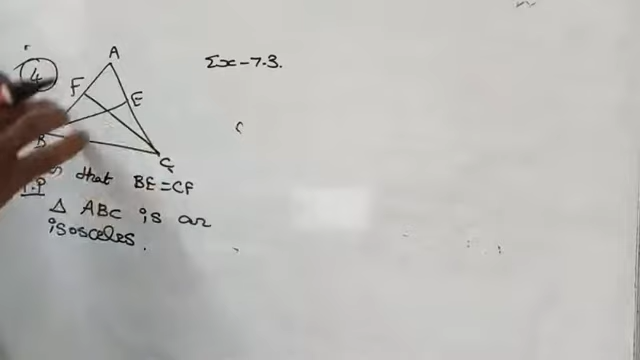 Ex-7.3.
4
A
F
E
B
C
that BE=CF
T.P
Δ ABC is an
isosceles.